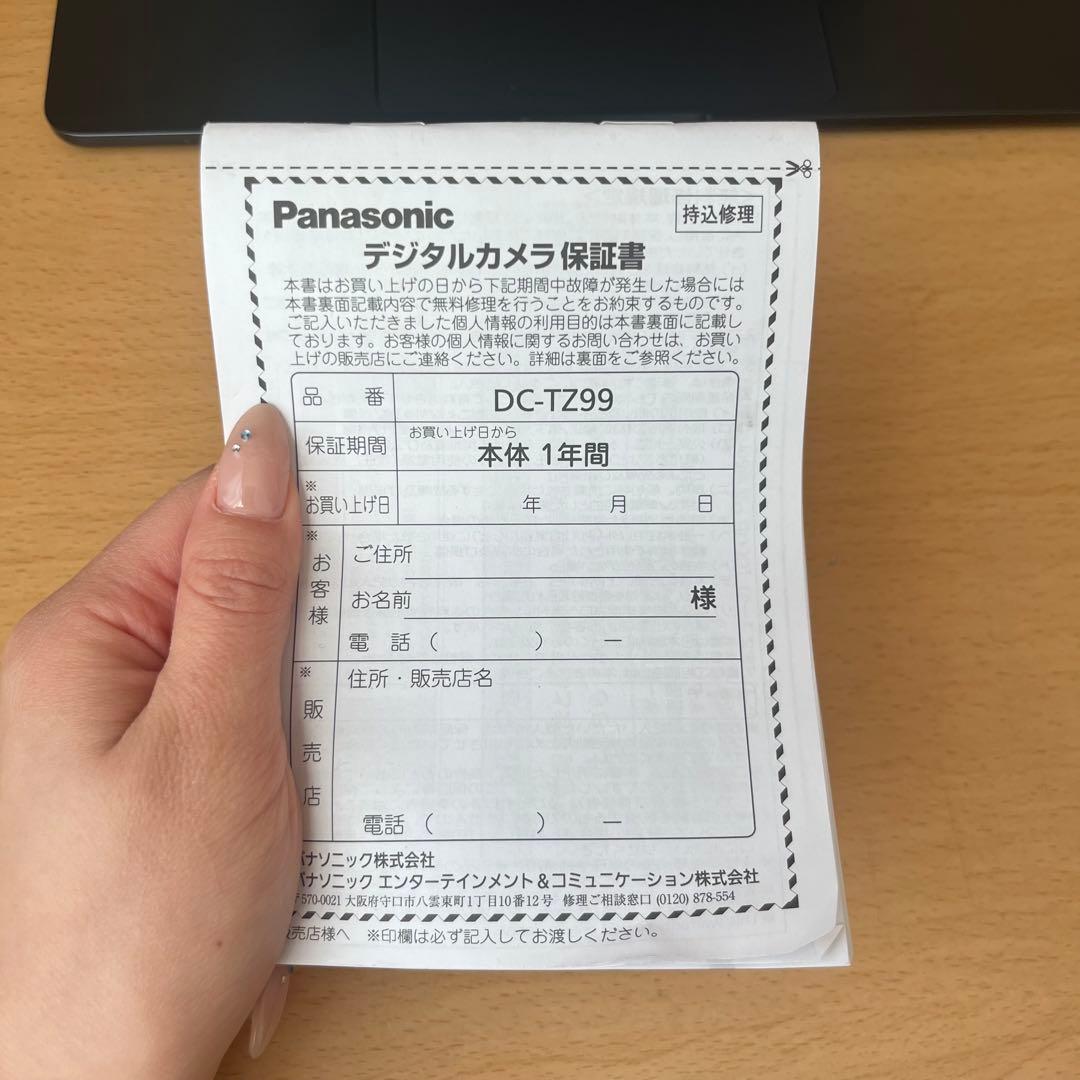 Panasonic
持込修理
デジタルカメラ 保証書
本書はお買い上げの日から下記期間中故障が発生した場合には
本書裏面記載内容で無料修理を行うことをお約束するものです。
ご記入いただきました個人情報の利用目的は本書裏面に記載し
ております。お客様の個人情報に関するお問い合わせは、お買い
上げの販売店にご連絡ください。詳細は裏面をご参照ください。
品 番 DC-TZ99
保証期間 お買い上げ日から
本体 1年間
※
お買い上げ日 年 月 日
※
お客様
ご住所
お名前 様
電 話 ( ) ー
※
販売店
住所・販売店名
電話 ( ) ー
パナソニック株式会社
パナソニック エンターテインメント&コミュニケーション株式会社
〒570-0021 大阪府守口市八雲東町1丁目10番12号 修理ご相談窓口 (0120) 878-554
販売店様へ ※印欄は必ず記入してお渡しください。